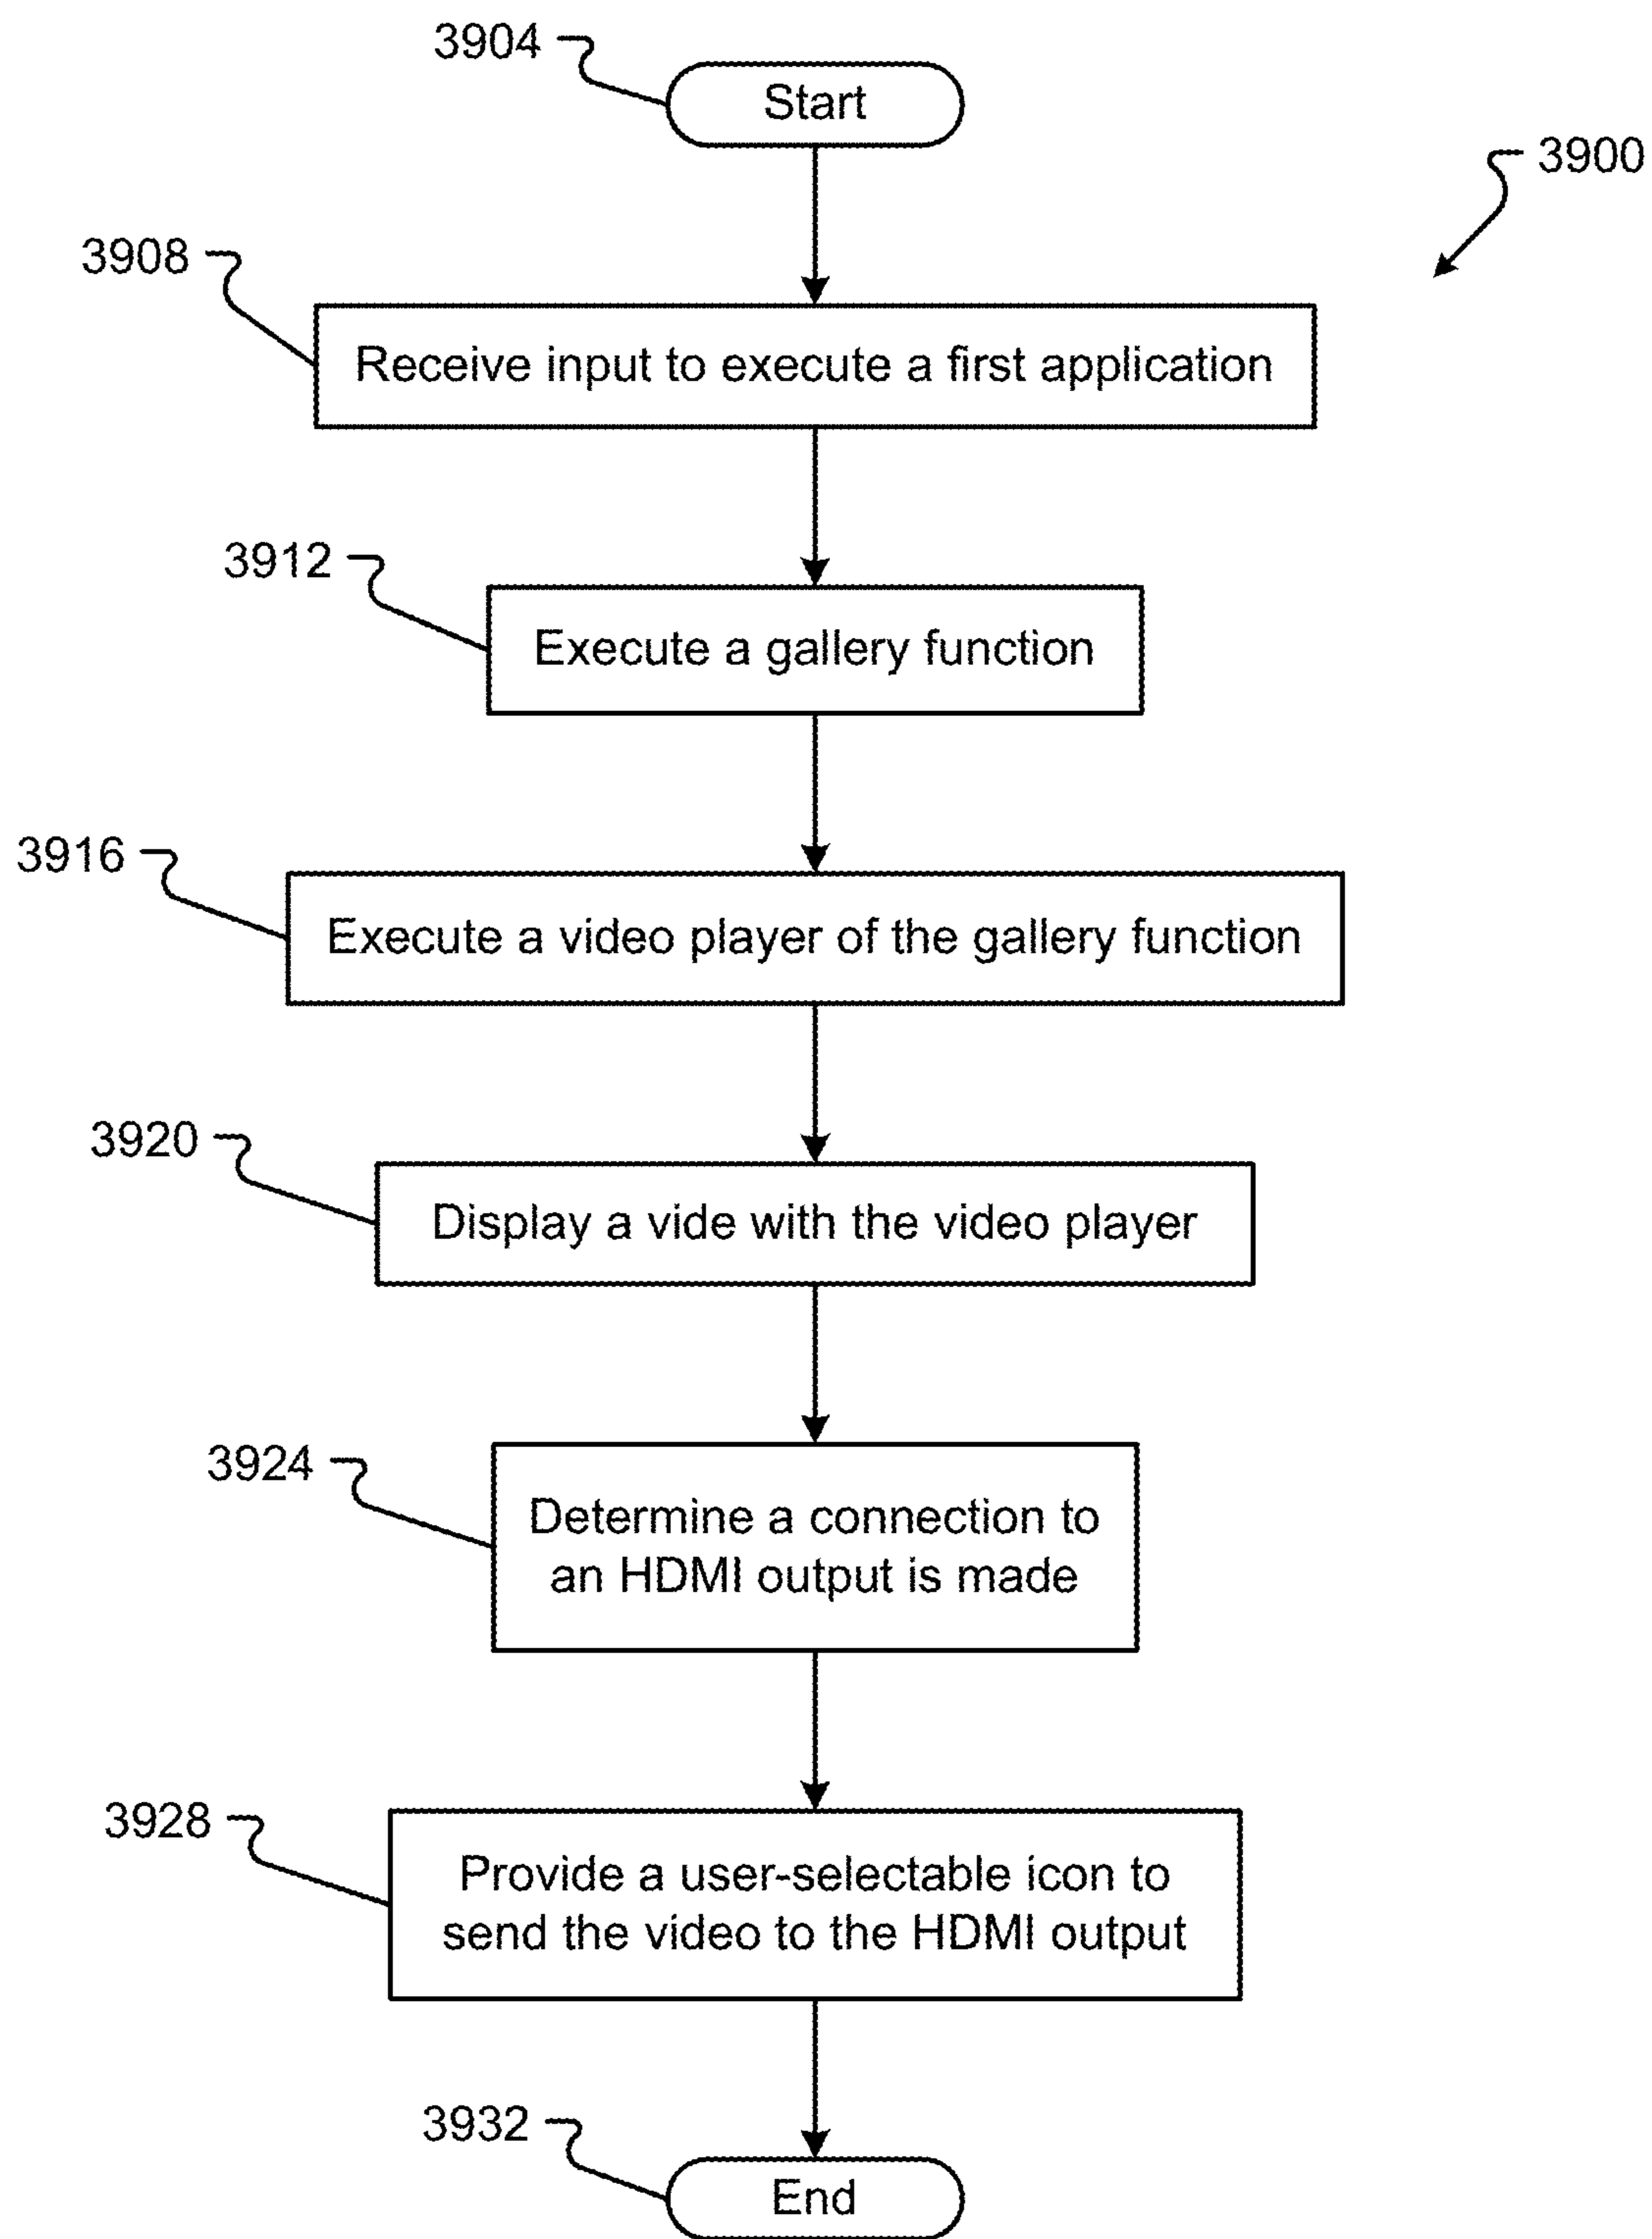 3904
Start
3900
3908
Receive input to execute a first application
3912
Execute a gallery function
3916
Execute a video player of the gallery function
3920
Display a vide with the video player
3924
Determine a connection to
an HDMI output is made
3928
Provide a user-selectable icon to
send the video to the HDMI output
3932
End